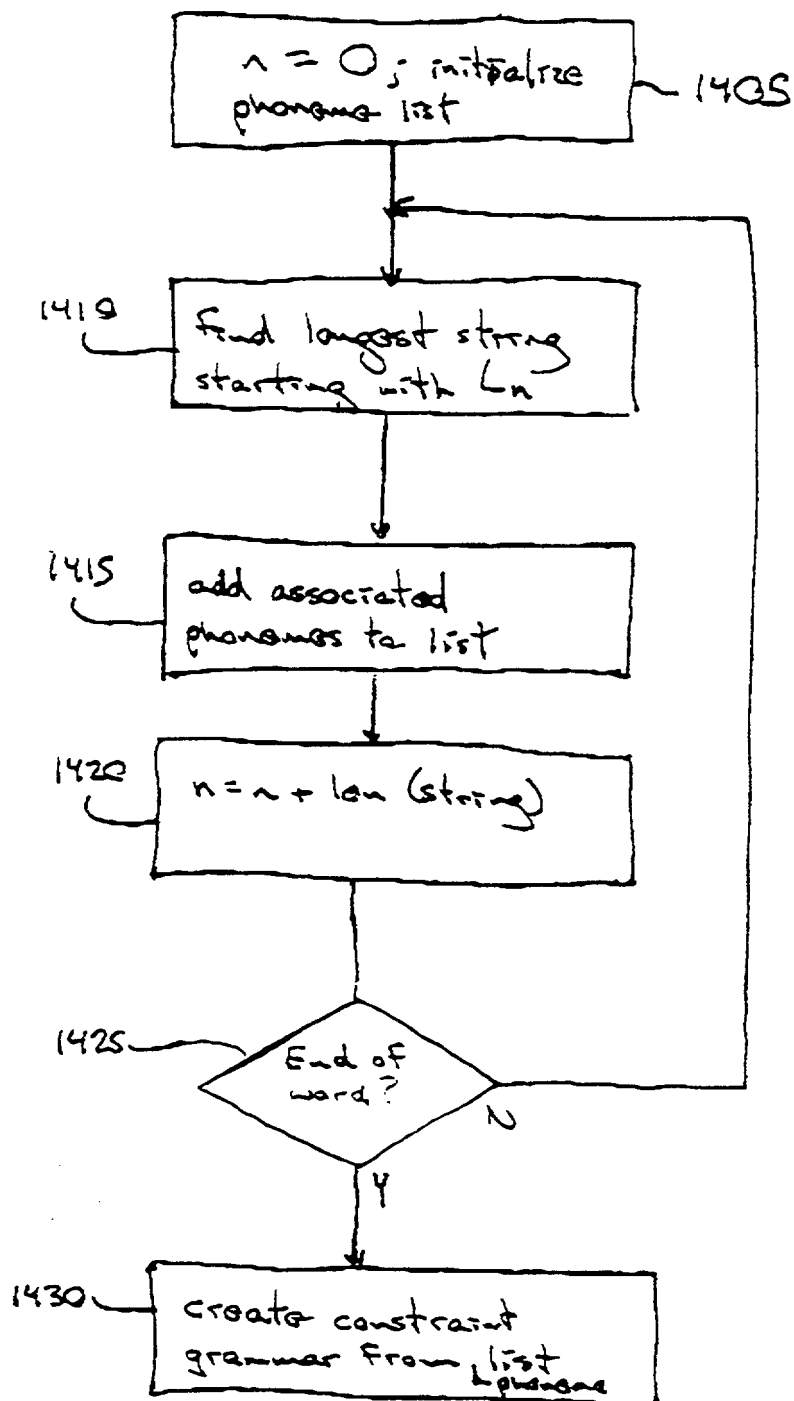 n = 0; initialize
phoneme list
1405
1410
find longest string
starting with Ln
1415
add associated
phonemes to list
1420
n = n + len (string)
1425
End of
word?
N
Y
1430
create constraint
grammar from list
phoneme